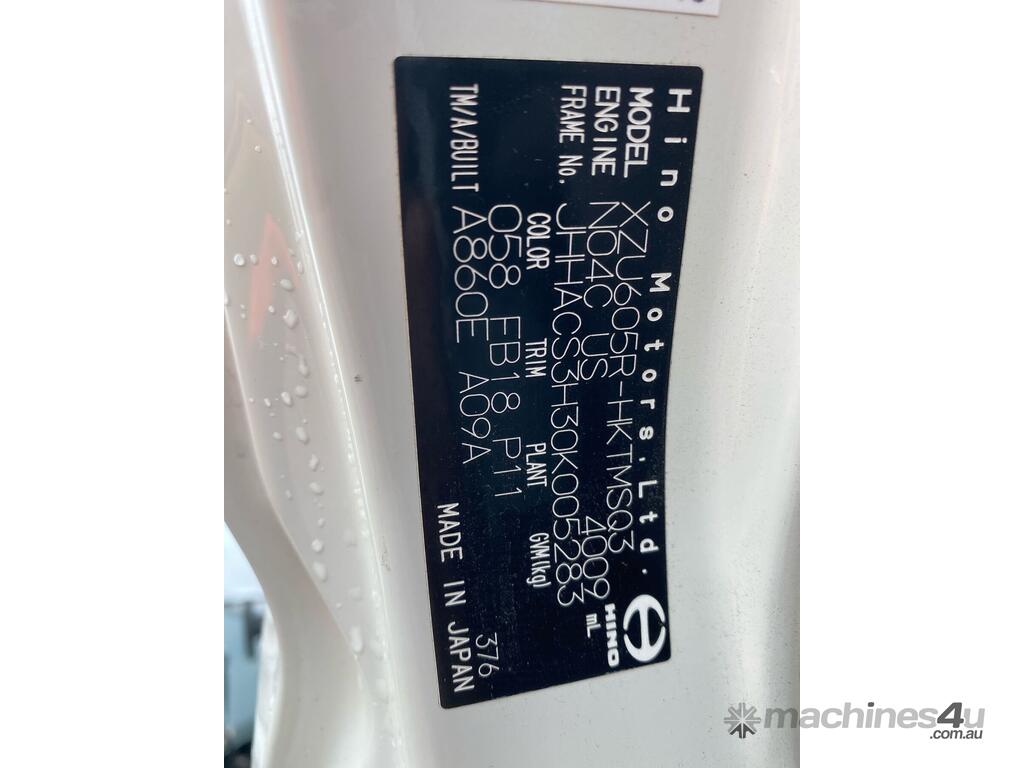 Hino Motors, Ltd.
MODEL XZU605R-HKTMSQ3
ENGINE N04C US 4009 mL
FRAME No. JHHACS3H30K005283
COLOR TRIM PLANT GVM(kg)
058 FB18 P11
TM/A/BUILT A860E A09A
376
MADE IN JAPAN
HINO
machines4u
.com.au